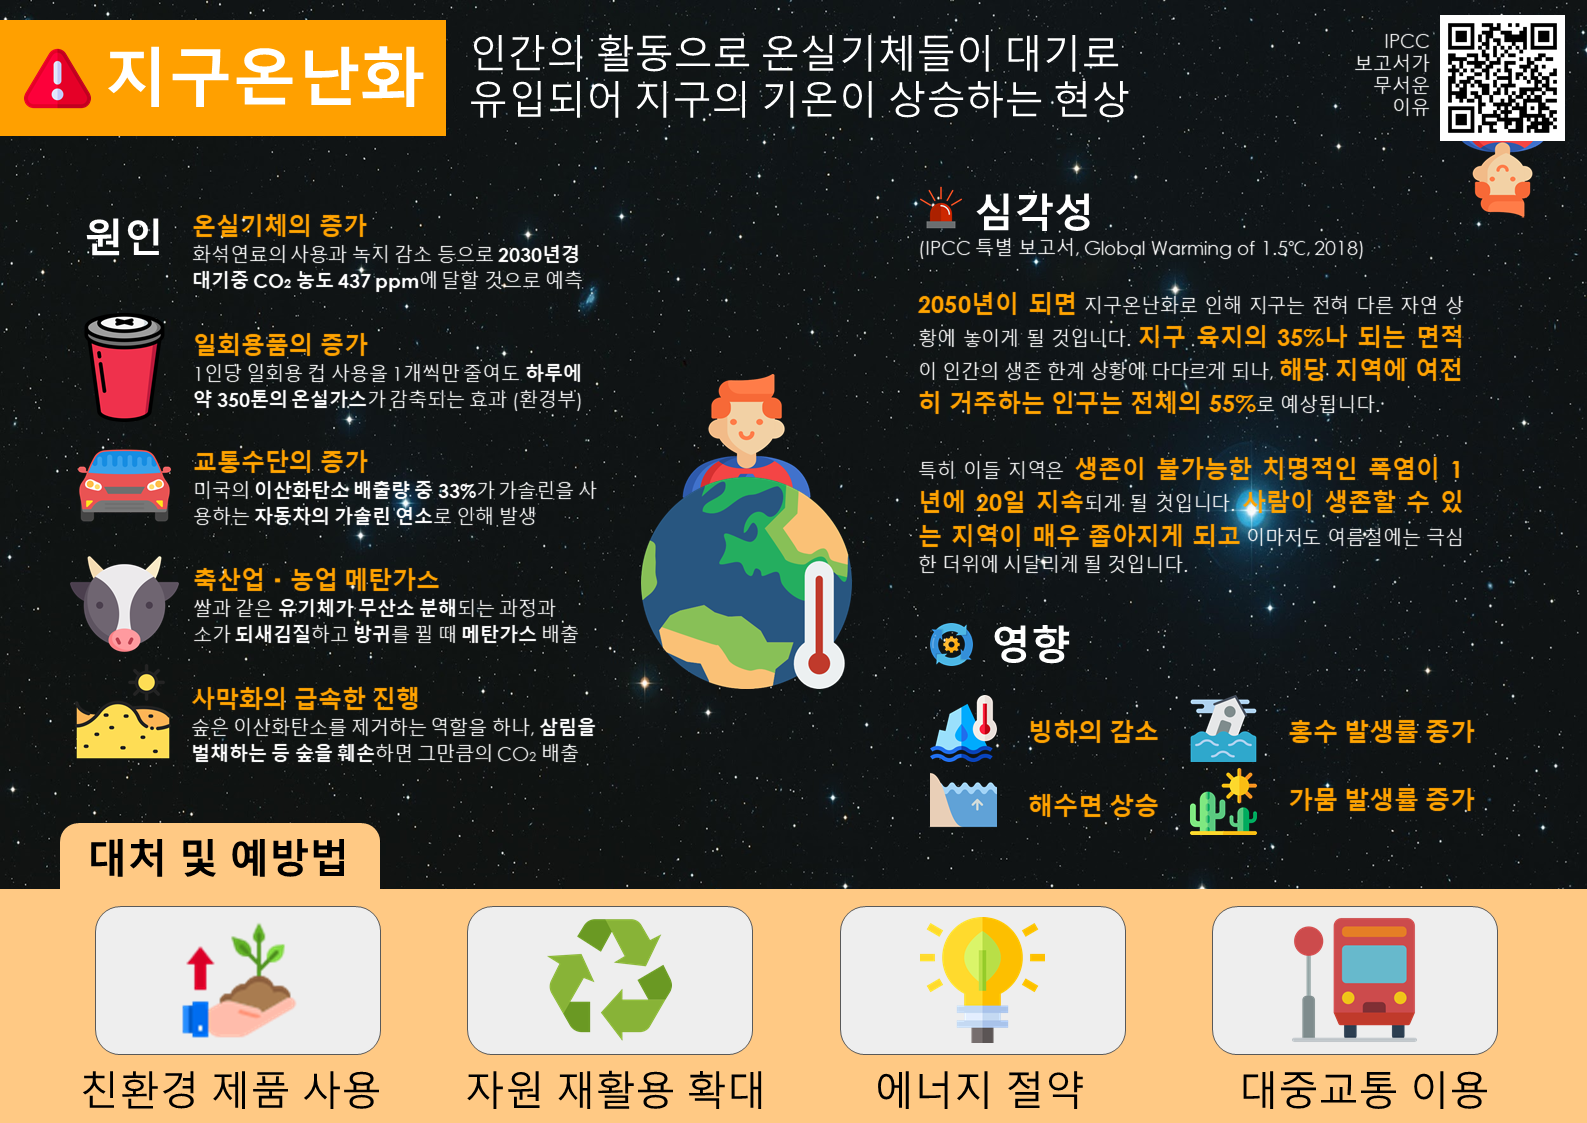 지구온난화
인간의 활동으로 온실기체들이 대기로
유입되어 지구의 기온이 상승하는 현상
IPCC
보고서가
무서운
이유
원인
온실기체의 증가
화석연료의 사용과 녹지 감소 등으로 2030년경
대기중 CO₂ 농도 437 ppm에 달할 것으로 예측
일회용품의 증가
1인당 일회용 컵 사용을 1개씩만 줄여도 하루에
약 350톤의 온실가스가 감축되는 효과 (환경부)
교통수단의 증가
미국의 이산화탄소 배출량 중 33%가 가솔린을 사
용하는 자동차의 가솔린 연소로 인해 발생
축산업 · 농업 메탄가스
쌀과 같은 유기체가 무산소 분해되는 과정과
소가 되새김질하고 방귀를 뀔 때 메탄가스 배출
사막화의 급속한 진행
숲은 이산화탄소를 제거하는 역할을 하나, 삼림을
벌채하는 등 숲을 훼손하면 그만큼의 CO₂ 배출
심각성
(IPCC 특별 보고서, Global Warming of 1.5℃, 2018)
2050년이 되면 지구온난화로 인해 지구는 전혀 다른 자연 상
황에 놓이게 될 것입니다. 지구 육지의 35%나 되는 면적
이 인간의 생존 한계 상황에 다다르게 되나, 해당 지역에 여전
히 거주하는 인구는 전체의 55%로 예상됩니다.
특히 이들 지역은 생존이 불가능한 치명적인 폭염이 1
년에 20일 지속되게 될 것입니다. 사람이 생존할 수 있
는 지역이 매우 좁아지게 되고 이마저도 여름철에는 극심
한 더위에 시달리게 될 것입니다.
영향
빙하의 감소
홍수 발생률 증가
해수면 상승
가뭄 발생률 증가
대처 및 예방법
친환경 제품 사용
자원 재활용 확대
에너지 절약
대중교통 이용